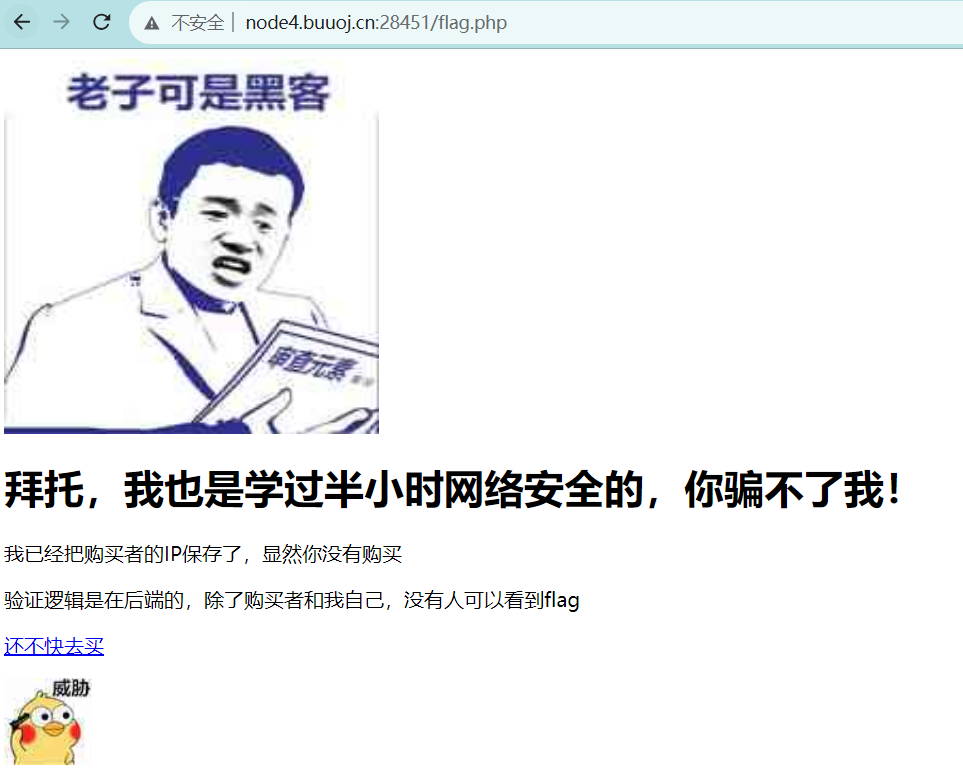 不安全 node4.buuoj.cn:28451/flag.php
老子可是黑客
审查元素
拜托，我也是学过半小时网络安全的，你骗不了我！
我已经把购买者的IP保存了，显然你没有购买
验证逻辑是在后端的，除了购买者和我自己，没有人可以看到flag
还不快去买
威胁